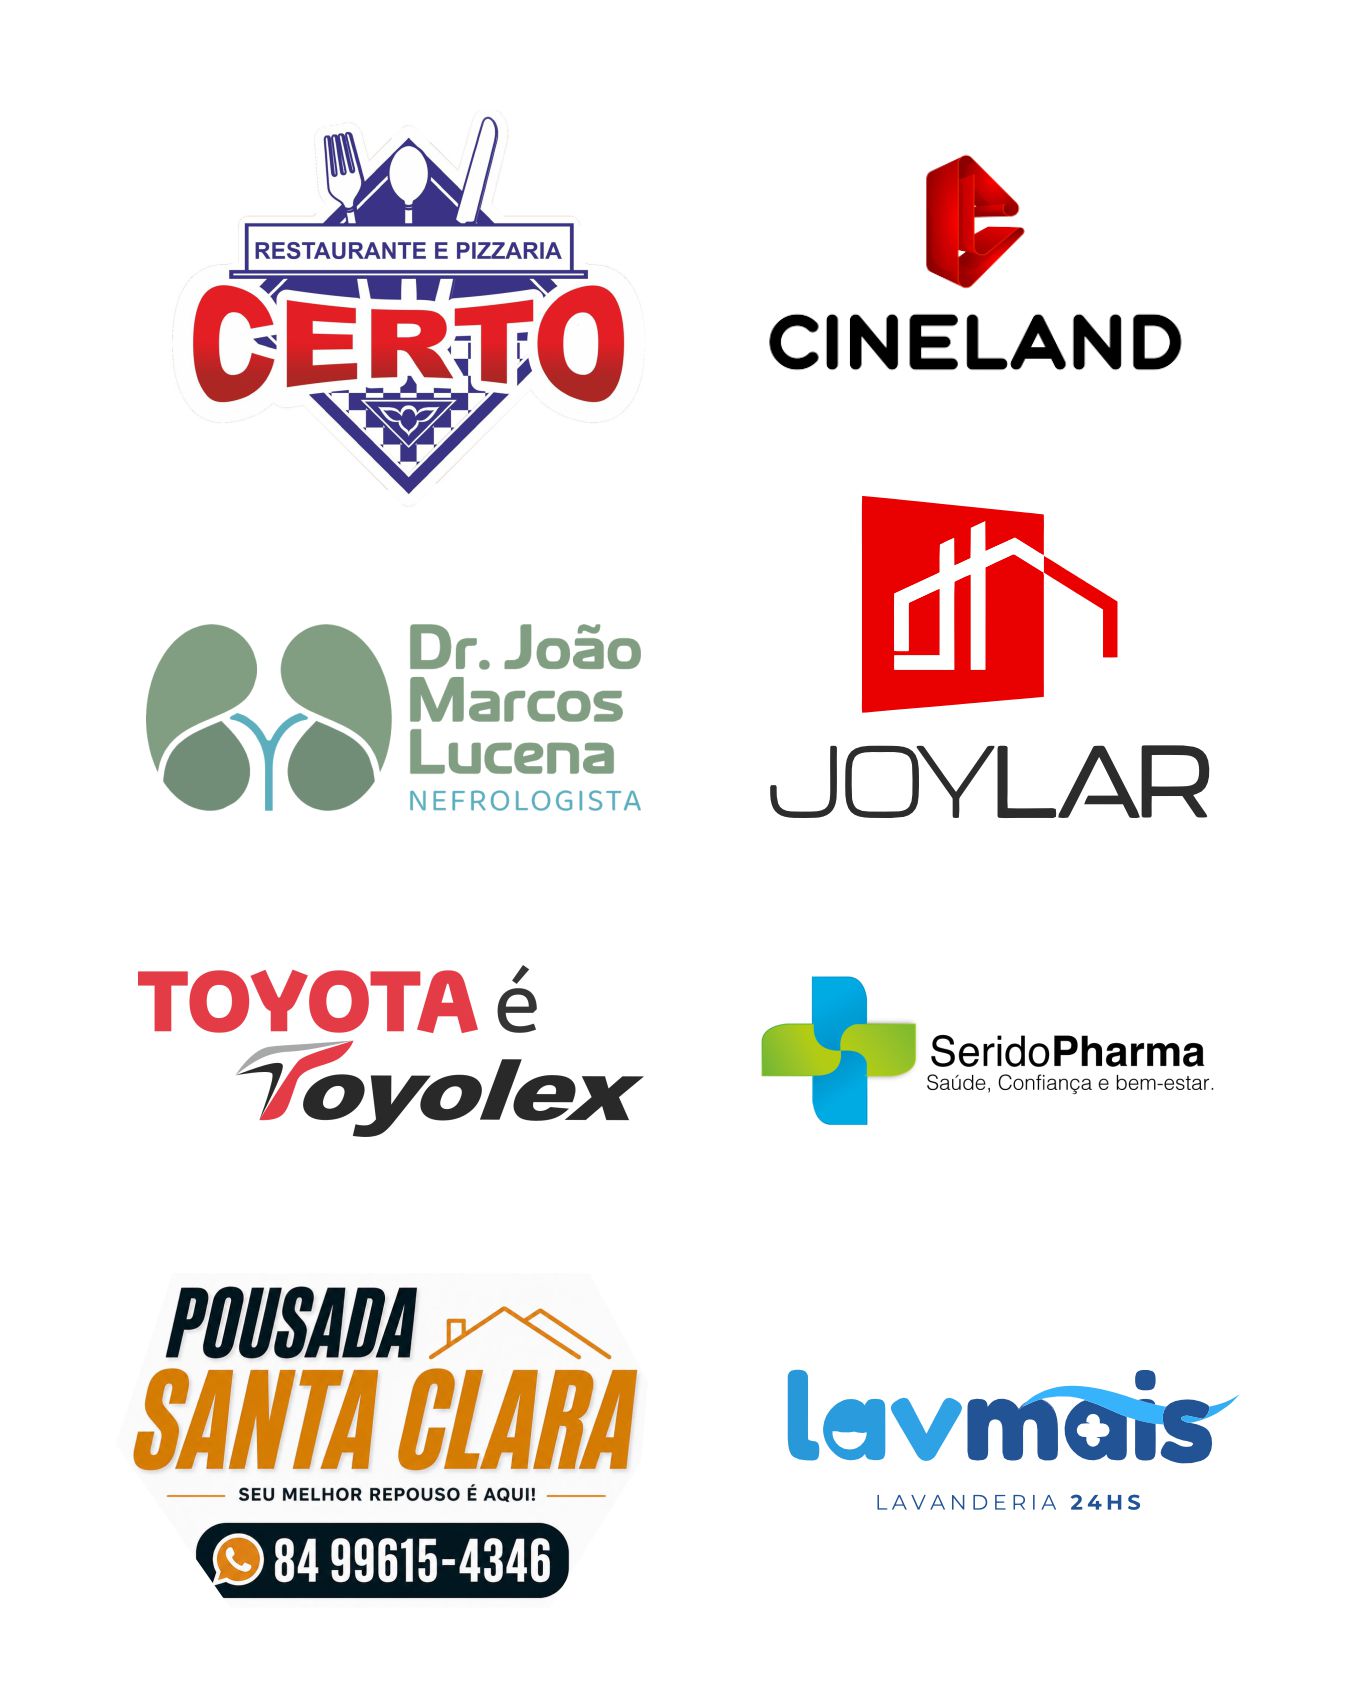 RESTAURANTE E PIZZARIA
CERTO
CINELAND
Dr. João
Marcos
Lucena
NEFROLOGISTA
JOYLAR
TOYOTA é
Toyolex
SeridoPharma
Saúde, Confiança e bem-estar.
POUSADA
SANTA CLARA
SEU MELHOR REPOUSO É AQUI!
84 99615-4346
lavmais
LAVANDERIA 24HS